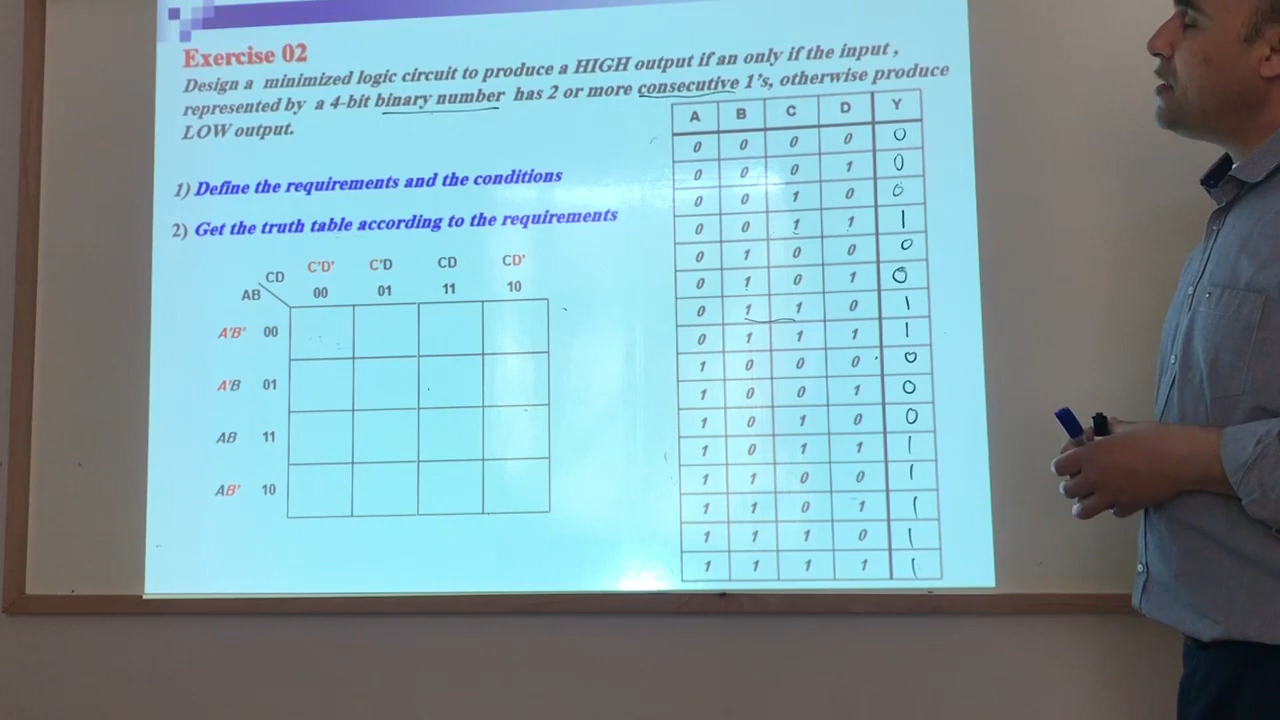 Exercise 02
Design a minimized logic circuit to produce a HIGH output if an only if the input ,
represented by a 4-bit binary number has 2 or more consecutive 1's, otherwise produce
LOW output.
1) Define the requirements and the conditions
2) Get the truth table according to the requirements
C'D' C'D CD CD'
CD
AB 00 01 11 10
A'B' 00
A'B 01
AB 11
AB' 10
A B C D Y
0 0 0 0 0
0 0 0 1 0
0 0 1 0 0
0 0 1 1 1
0 1 0 0 0
0 1 0 1 0
0 1 1 0 1
0 1 1 1 1
1 0 0 0 0
1 0 0 1 0
1 0 1 0 0
1 0 1 1 1
1 1 0 0 1
1 1 0 1 1
1 1 1 0 1
1 1 1 1 1